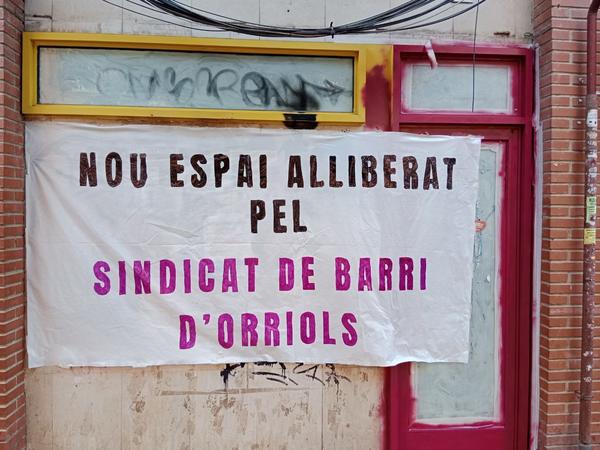 NOU ESPAI ALLIBERAT
PEL
SINDICAT DE BARRI
D'ORRIOLS